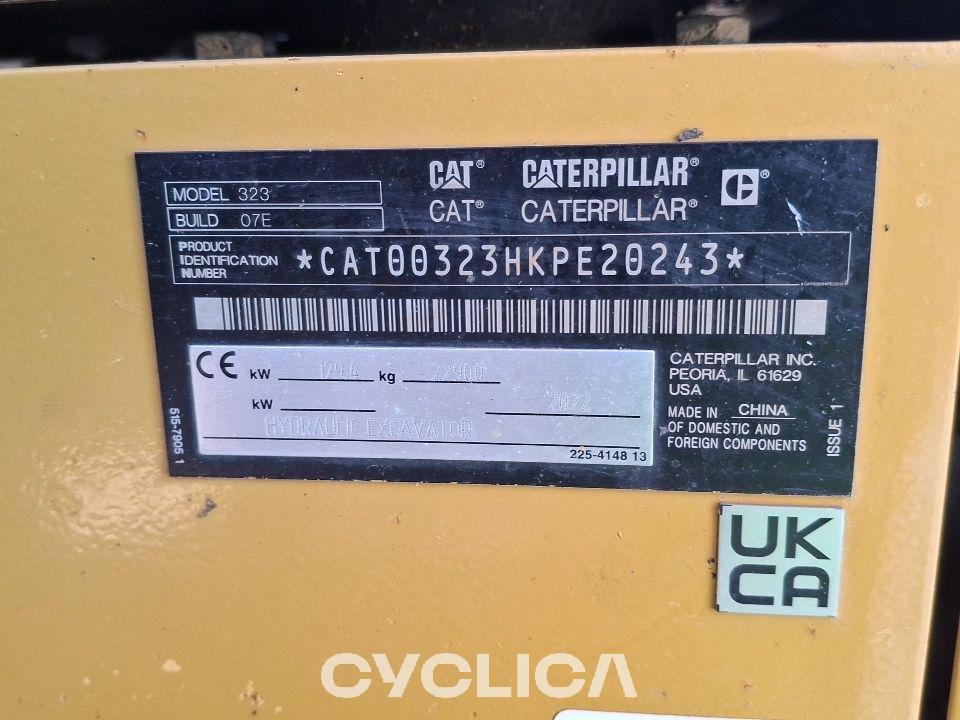 MODEL 323
BUILD 07E
CAT® CATERPILLAR® ®
CAT® CATERPILLAR®
PRODUCT IDENTIFICATION NUMBER *CAT00323HKPE20243*
CE kW 129.4 kg 22900
kW 2022
HYDRAULIC EXCAVATOR
225-4148 13
515-7905 1
CATERPILLAR INC.
PEORIA, IL 61629
USA
MADE IN CHINA
OF DOMESTIC AND
FOREIGN COMPONENTS
ISSUE 1
UK
CA
CYCLICA